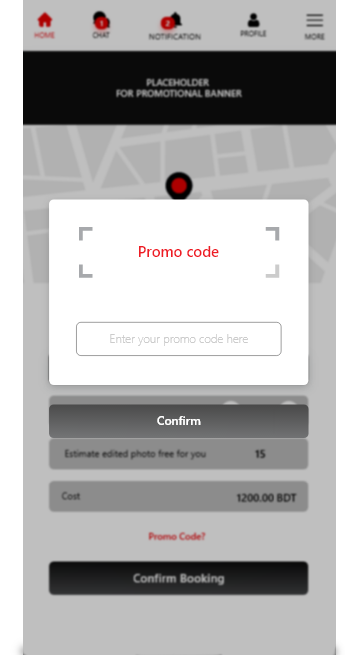 HOME
CHAT
1
NOTIFICATION
2
PROFILE
MORE
PLACEHOLDER
FOR PROMOTIONAL BANNER
Promo code
Enter your promo code here
Confirm
Estimate edited photo free for you 15
Cost 1200.00 BDT
Promo Code?
Confirm Booking